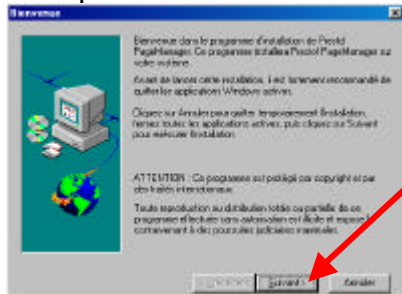 Bienvenue
Bienvenue dans le programme d'installation de Presto!
PageManager. Ce programme installera Presto! PageManager sur
votre système.
Avant de lancer cette installation, il est fortement recommandé de
quitter les applications Windows actives.
Cliquez sur Annuler pour quitter temporairement l'installation,
fermez toutes les applications actives, puis cliquez sur Suivant
pour exécuter l'installation.
ATTENTION : Ce programme est protégé par copyright et par
des traités internationaux.
Toute reproduction ou distribution totale ou partielle de ce
programme effectuée sans autorisation est illicite et expose le
contrevenant à des poursuites judiciaires maximales.
Suivant >
Annuler